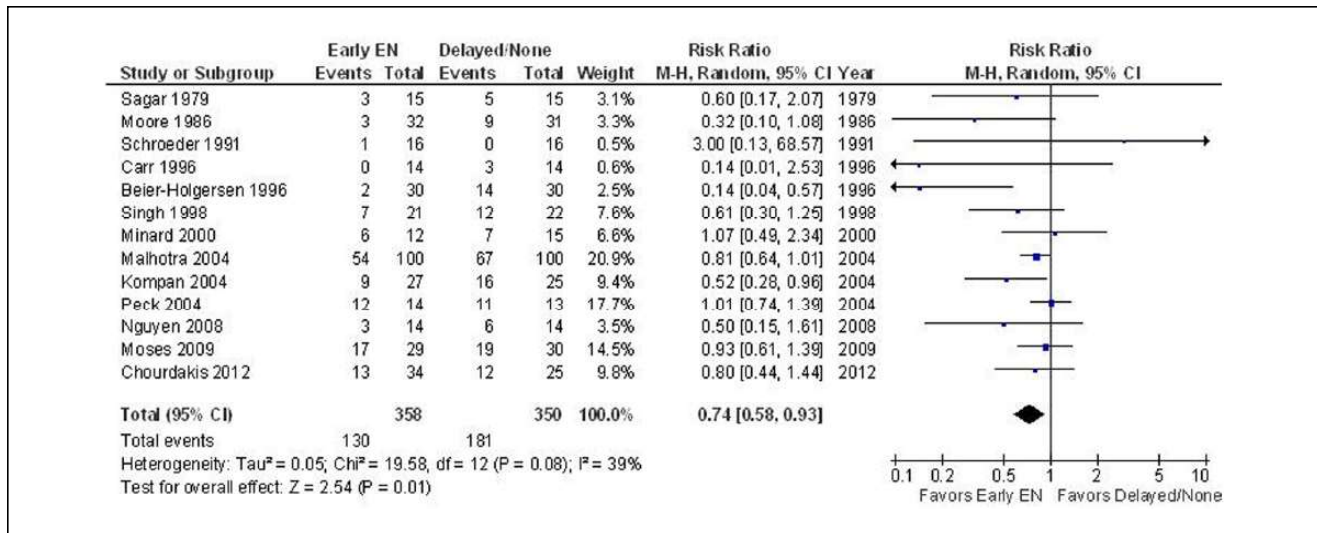 Early EN Delayed/None Risk Ratio Risk Ratio
Study or Subgroup Events Total Events Total Weight M-H, Random, 95% CI Year M-H, Random, 95% CI
Sagar 1979 3 15 5 15 3.1% 0.60 [0.17, 2.07] 1979
Moore 1986 3 32 9 31 3.3% 0.32 [0.10, 1.08] 1986
Schroeder 1991 1 16 0 16 0.5% 3.00 [0.13, 68.57] 1991
Carr 1996 0 14 3 14 0.6% 0.14 [0.01, 2.53] 1996
Beier-Holgersen 1996 2 30 14 30 2.5% 0.14 [0.04, 0.57] 1996
Singh 1998 7 21 12 22 7.6% 0.61 [0.30, 1.25] 1998
Minard 2000 6 12 7 15 6.6% 1.07 [0.49, 2.34] 2000
Malhotra 2004 54 100 67 100 20.9% 0.81 [0.64, 1.01] 2004
Kompan 2004 9 27 16 25 9.4% 0.52 [0.28, 0.96] 2004
Peck 2004 12 14 11 13 17.7% 1.01 [0.74, 1.39] 2004
Nguyen 2008 3 14 6 14 3.5% 0.50 [0.15, 1.61] 2008
Moses 2009 17 29 19 30 14.5% 0.93 [0.61, 1.39] 2009
Chourdakis 2012 13 34 12 25 9.8% 0.80 [0.44, 1.44] 2012
Total (95% CI) 358 350 100.0% 0.74 [0.58, 0.93]
Total events 130 181
Heterogeneity: Tau² = 0.05; Chi² = 19.58, df = 12 (P = 0.08); I² = 39%
Test for overall effect: Z = 2.54 (P = 0.01)
0.1 0.2 0.5 1 2 5 10
Favors Early EN Favors Delayed/None